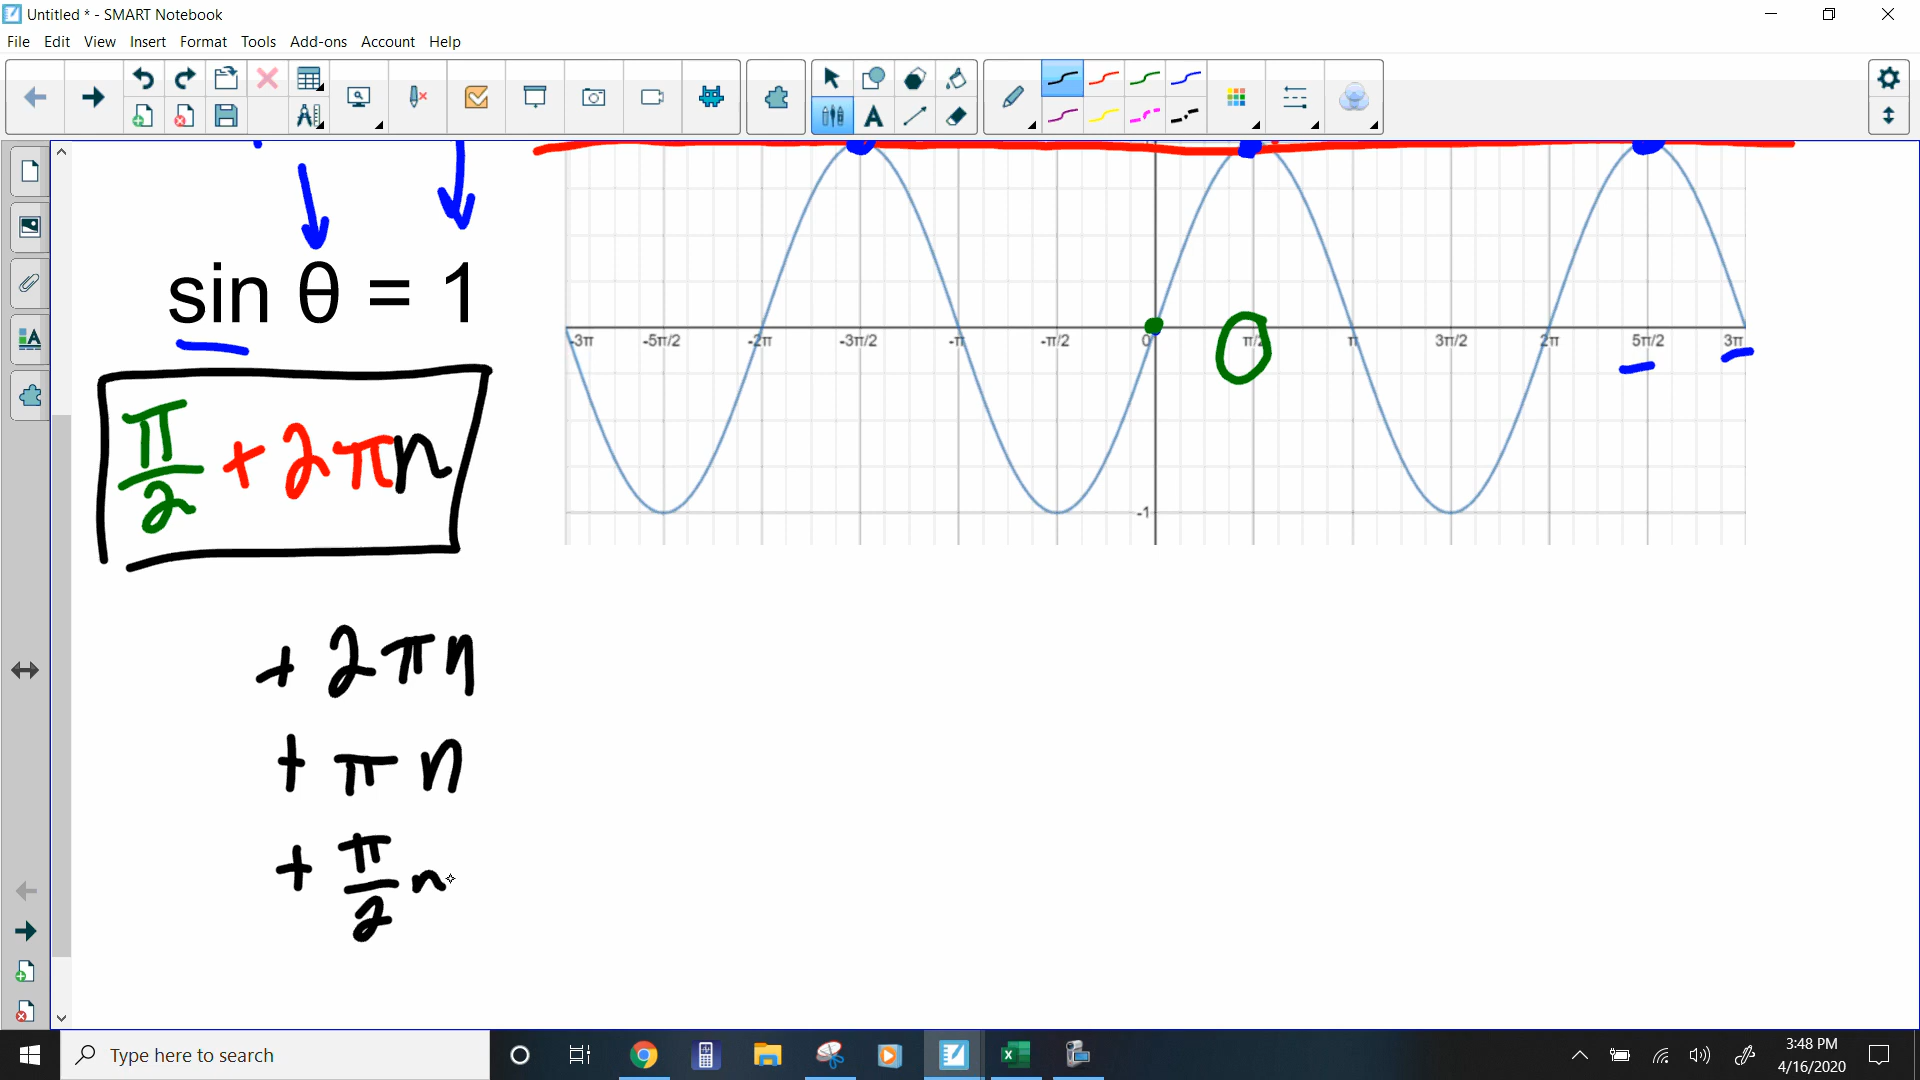 Untitled * - SMART Notebook
File Edit View Insert Format Tools Add-ons Account Help
sin θ = 1
π/2 + 2πn
+ 2πn
+ πn
+ π/2 n
-3π -5π/2 -2π -3π/2 -π -π/2 0 π/2 π 3π/2 2π 5π/2 3π
-1
Type here to search
3:48 PM
4/16/2020